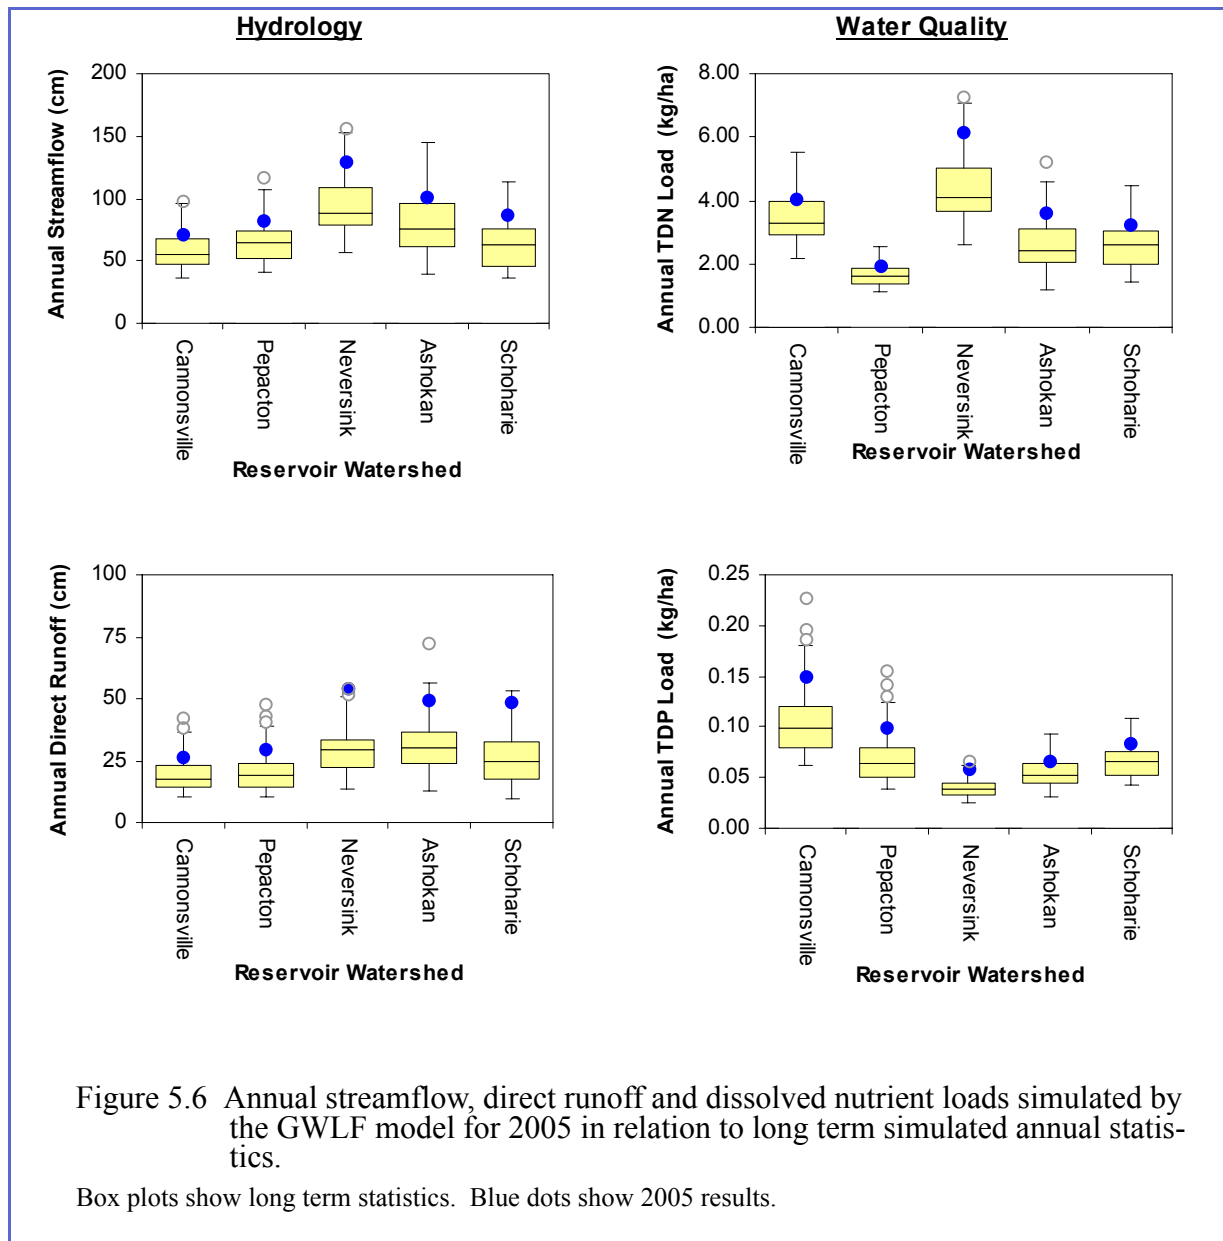 Hydrology
Water Quality
Annual Streamflow (cm)
200
150
100
50
0
Cannonsville
Pepacton
Neversink
Ashokan
Schoharie
Reservoir Watershed
Annual TDN Load (kg/ha)
8.00
6.00
4.00
2.00
0.00
Cannonsville
Pepacton
Neversink
Ashokan
Schoharie
Reservoir Watershed
Annual Direct Runoff (cm)
100
75
50
25
0
Cannonsville
Pepacton
Neversink
Ashokan
Schoharie
Reservoir Watershed
Annual TDP Load (kg/ha)
0.25
0.20
0.15
0.10
0.05
0.00
Cannonsville
Pepacton
Neversink
Ashokan
Schoharie
Reservoir Watershed
Figure 5.6 Annual streamflow, direct runoff and dissolved nutrient loads simulated by
the GWLF model for 2005 in relation to long term simulated annual statis-
tics.
Box plots show long term statistics. Blue dots show 2005 results.